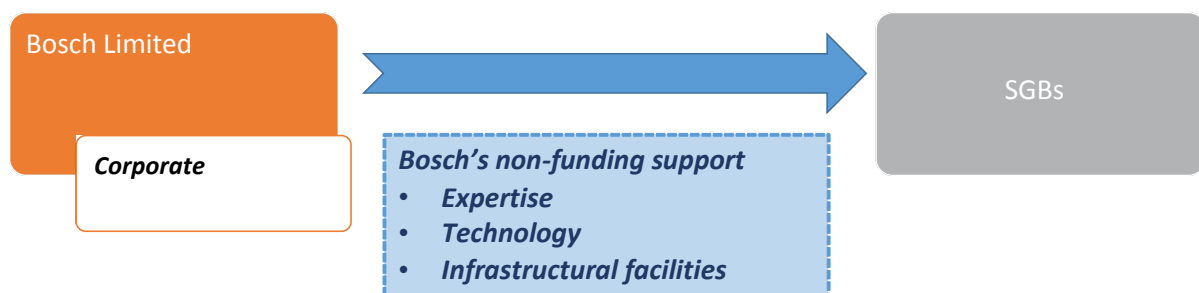 Bosch Limited
SGBs
Corporate
Bosch’s non-funding support
• Expertise
• Technology
• Infrastructural facilities